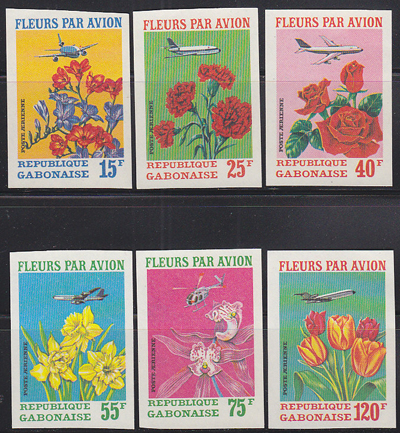 FLEURS PAR AVION
POSTE AERIENNE
REPUBLIQUE
GABONAISE
15F
FLEURS PAR AVION
POSTE AERIENNE
REPUBLIQUE
GABONAISE
25F
FLEURS PAR AVION
POSTE AERIENNE
REPUBLIQUE
GABONAISE
40F
FLEURS PAR AVION
POSTE AERIENNE
REPUBLIQUE
GABONAISE
55F
FLEURS PAR AVION
POSTE AERIENNE
REPUBLIQUE
GABONAISE
75F
FLEURS PAR AVION
POSTE AERIENNE
REPUBLIQUE
GABONAISE
120F